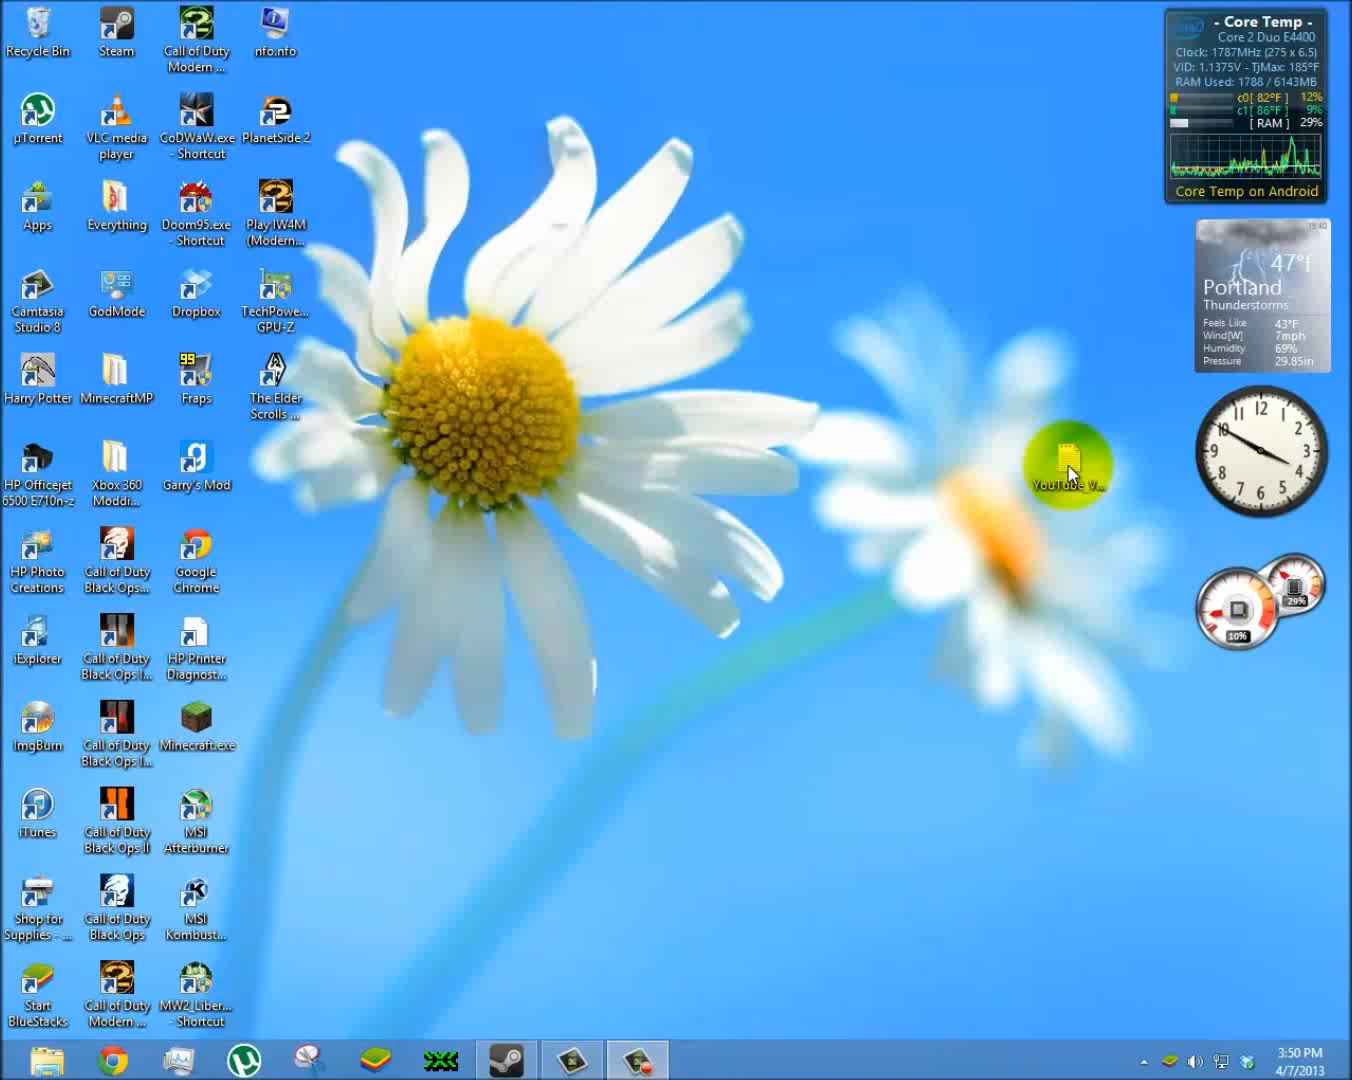 Recycle Bin
Steam
Call of Duty
Modern ...
nfo.nfo
µTorrent
VLC media
player
CoDWaW.exe
- Shortcut
PlanetSide 2
Apps
Everything
Doom95.exe
- Shortcut
Play IW4M
(Modern...
Camtasia
Studio 8
GodMode
Dropbox
TechPowe...
GPU-Z
Harry Potter
MinecraftMP
99
Fraps
The Elder
Scrolls ...
HP Officejet
6500 E710n-z
Xbox 360
Moddi...
Garry's Mod
HP Photo
Creations
Call of Duty
Black Ops...
Google
Chrome
iExplorer
Call of Duty
Black Ops I...
HP Printer
Diagnost...
ImgBurn
Call of Duty
Black Ops I...
Minecraft.exe
iTunes
Call of Duty
Black Ops II
MSI
Afterburner
Shop for
Supplies - ...
Call of Duty
Black Ops
MSI
Kombust...
Start
BlueStacks
Call of Duty
Modern ...
MW2_Liber...
- Shortcut
YouTube_V...
- Core Temp -
Core 2 Duo E4400
Clock: 1787MHz (275 x 6.5)
VID: 1.1375V - TjMax: 185°F
RAM Used: 1788 / 6143MB
c0[ 82°F ] 12%
c1[ 86°F ] 9%
[ RAM ] 29%
Core Temp on Android
15:40
47°f
Portland
Thunderstorms
Feels Like 43°F
Wind[W] 7mph
Humidity 69%
Pressure 29.85in
12
1
2
3
4
5
6
7
8
9
10
11
29%
10%
3:50 PM
4/7/2013